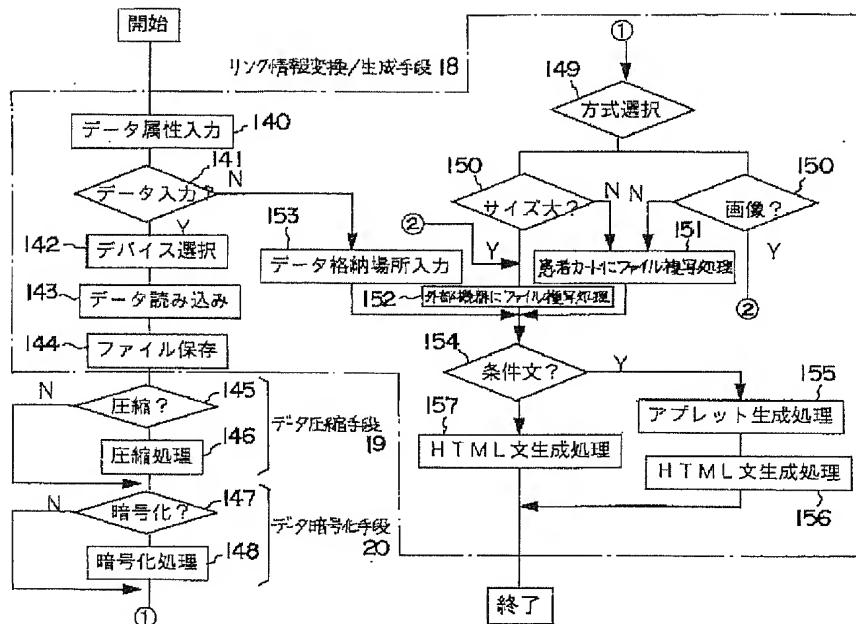 開始
リンク情報変換/生成手段 18
データ属性入力 140
141
データ入力?
N
Y
142 デバイス選択
143 データ読み込み
144 ファイル保存
N
145
圧縮?
146
圧縮処理
データ圧縮手段
19
N
147
暗号化?
148
暗号化処理
データ暗号化手段
20
①
①
149
方式選択
150
サイズ大?
N
Y
150
画像?
N
Y
②
②
153
データ格納場所入力
151
患者カードにファイル複写処理
152 外部機器にファイル複写処理
154
条件文?
Y
155
アプレット生成処理
157
HTML文生成処理
HTML文生成処理
156
終了